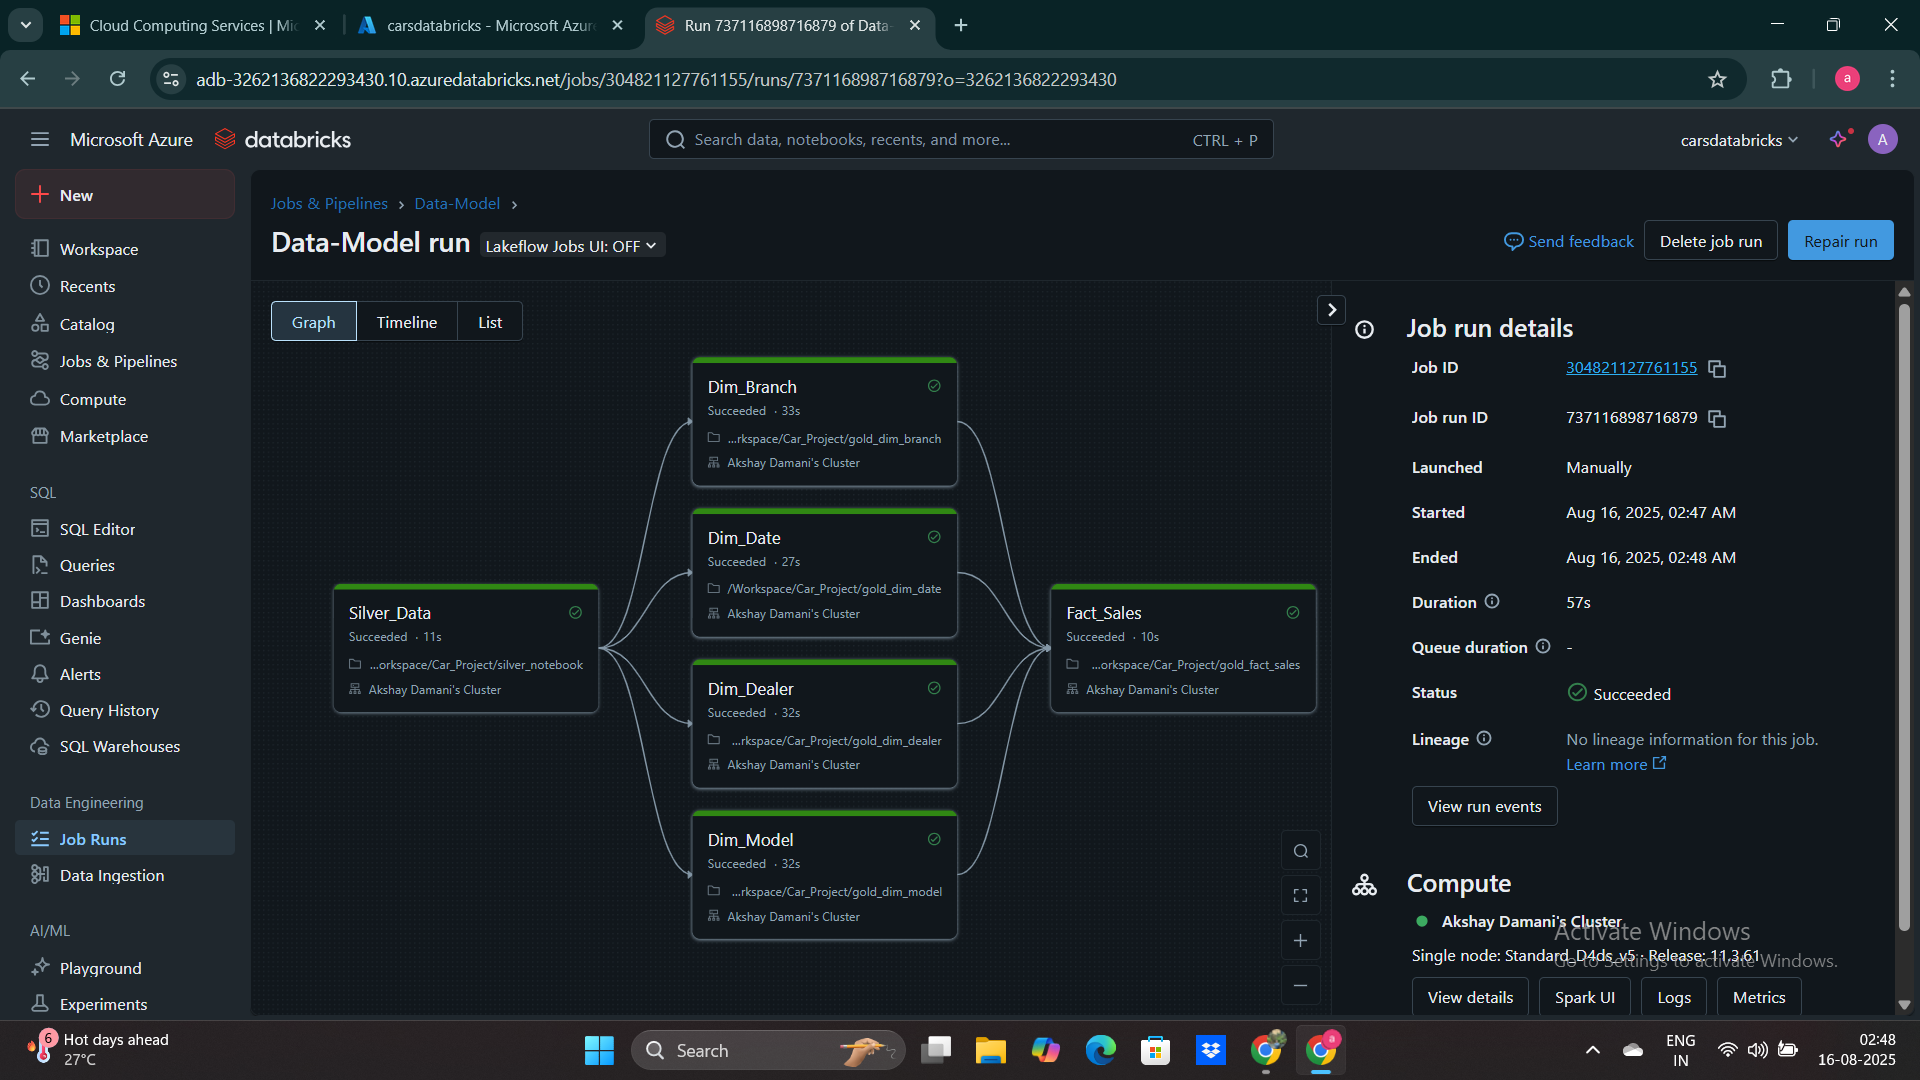 Cloud Computing Services | Mic
carsdatabricks - Microsoft Azure
Run 737116898716879 of Data-
adb-3262136822293430.10.azuredatabricks.net/jobs/304821127761155/runs/737116898716879?o=3262136822293430
a
Microsoft Azure
databricks
Search data, notebooks, recents, and more...
CTRL + P
carsdatabricks
A
New
Workspace
Recents
Catalog
Jobs & Pipelines
Compute
Marketplace
SQL
SQL Editor
Queries
Dashboards
Genie
Alerts
Query History
SQL Warehouses
Data Engineering
Job Runs
Data Ingestion
AI/ML
Playground
Experiments
Jobs & Pipelines > Data-Model >
Data-Model run
Lakeflow Jobs UI: OFF
Send feedback
Delete job run
Repair run
Graph
Timeline
List
Silver_Data
Succeeded · 11s
...orkspace/Car_Project/silver_notebook
Akshay Damani's Cluster
Dim_Branch
Succeeded · 33s
...rkspace/Car_Project/gold_dim_branch
Akshay Damani's Cluster
Dim_Date
Succeeded · 27s
/Workspace/Car_Project/gold_dim_date
Akshay Damani's Cluster
Dim_Dealer
Succeeded · 32s
...rkspace/Car_Project/gold_dim_dealer
Akshay Damani's Cluster
Dim_Model
Succeeded · 32s
...rkspace/Car_Project/gold_dim_model
Akshay Damani's Cluster
Fact_Sales
Succeeded · 10s
...orkspace/Car_Project/gold_fact_sales
Akshay Damani's Cluster
Job run details
Job ID 304821127761155
Job run ID 737116898716879
Launched Manually
Started Aug 16, 2025, 02:47 AM
Ended Aug 16, 2025, 02:48 AM
Duration 57s
Queue duration -
Status Succeeded
Lineage No lineage information for this job.
Learn more
View run events
Compute
Akshay Damani's Cluster
Single node: Standard_D4ds_v5 · Release: 11.3.61
View details
Spark UI
Logs
Metrics
Activate Windows
Go to Settings to activate Windows.
6
Hot days ahead
27°C
Search
a
ENG
IN
02:48
16-08-2025